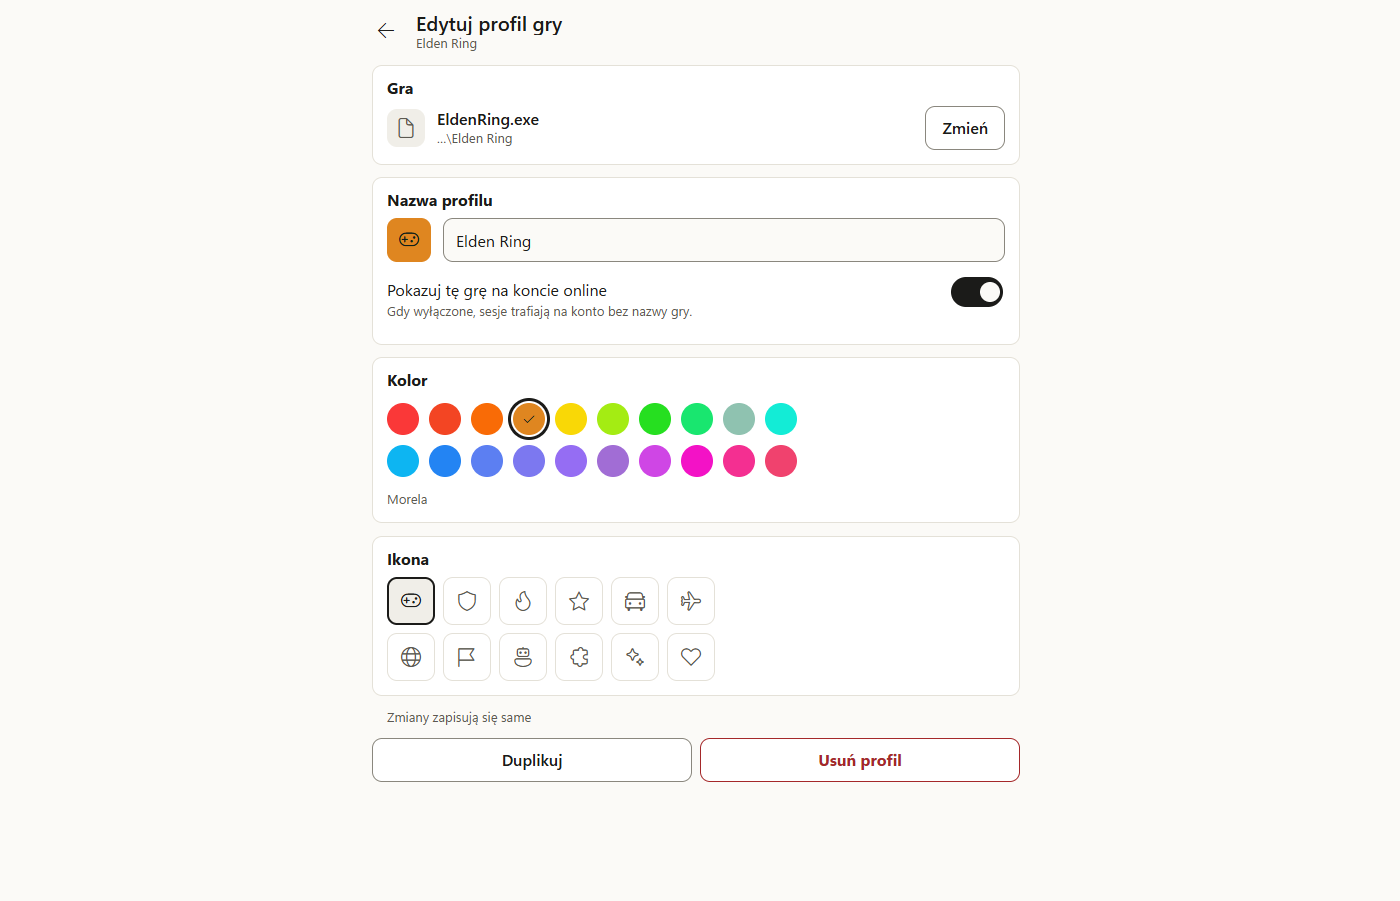 Edytuj profil gry
Elden Ring
Gra
EldenRing.exe
...\Elden Ring
Zmień
Nazwa profilu
Elden Ring
Pokazuj tę grę na koncie online
Gdy wyłączone, sesje trafiają na konto bez nazwy gry.
Kolor
Morela
Ikona
Zmiany zapisują się same
Duplikuj
Usuń profil